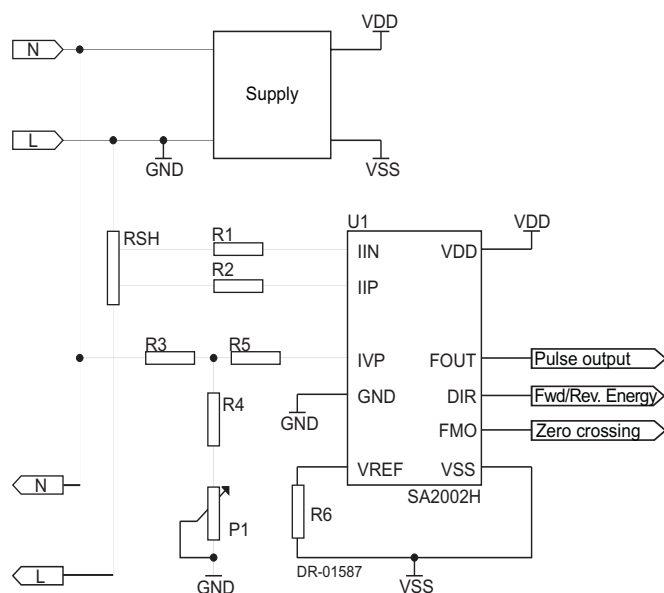 VDD
N
Supply
L
GND
VSS
U1
VDD
RSH
R1
IIN
VDD
R2
IIP
R3
R5
IVP
FOUT
Pulse output
R4
GND
GND
DIR
Fwd/Rev. Energy
FMO
Zero crossing
VREF
VSS
N
SA2002H
P1
R6
L
GND
DR-01587
VSS